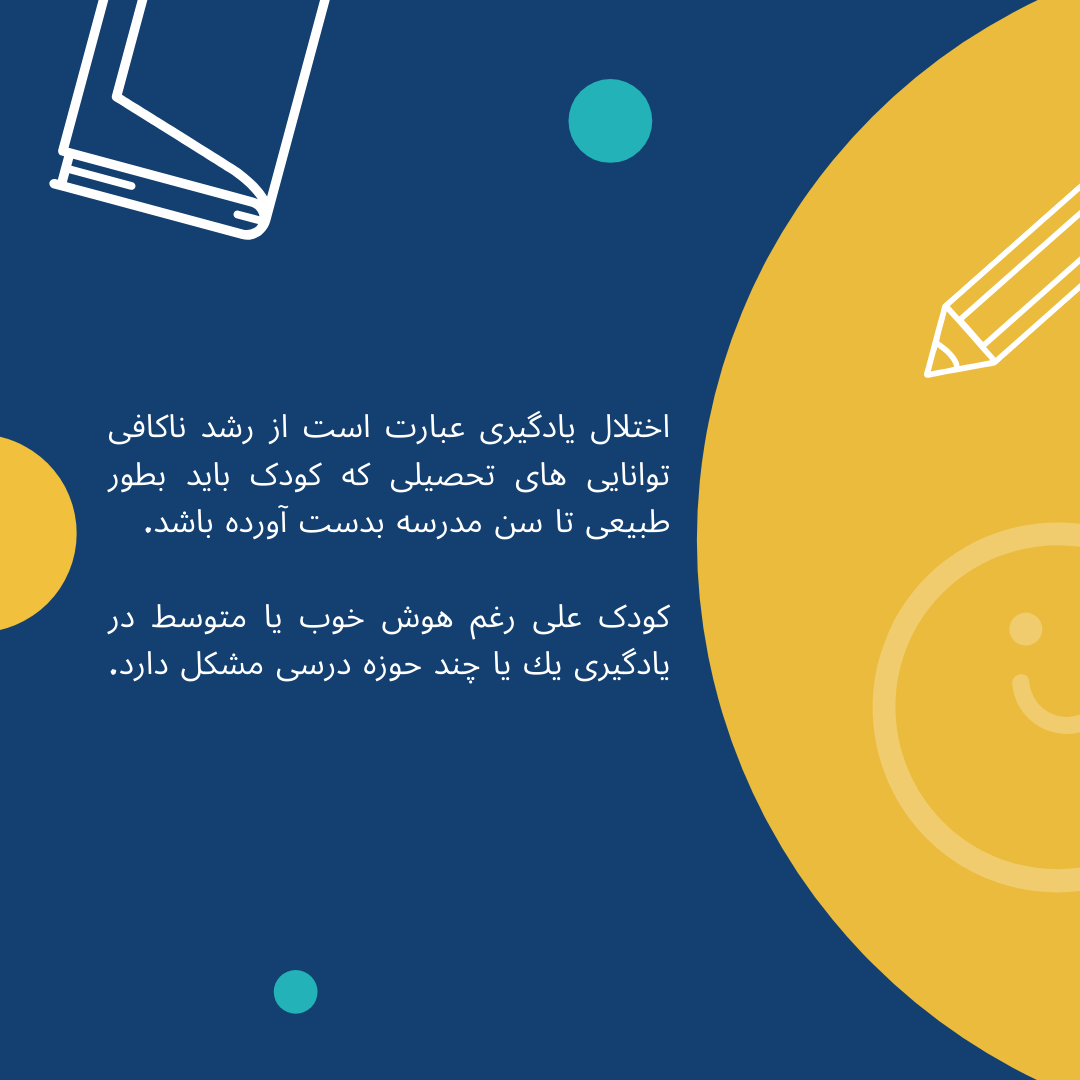 اختلال یادگیری عبارت است از رشد ناکافی
توانایی های تحصیلی که کودک باید بطور
طبیعی تا سن مدرسه بدست آورده باشد.
کودک علی رغم هوش خوب یا متوسط در
یادگیری يك یا چند حوزه درسی مشکل دارد.